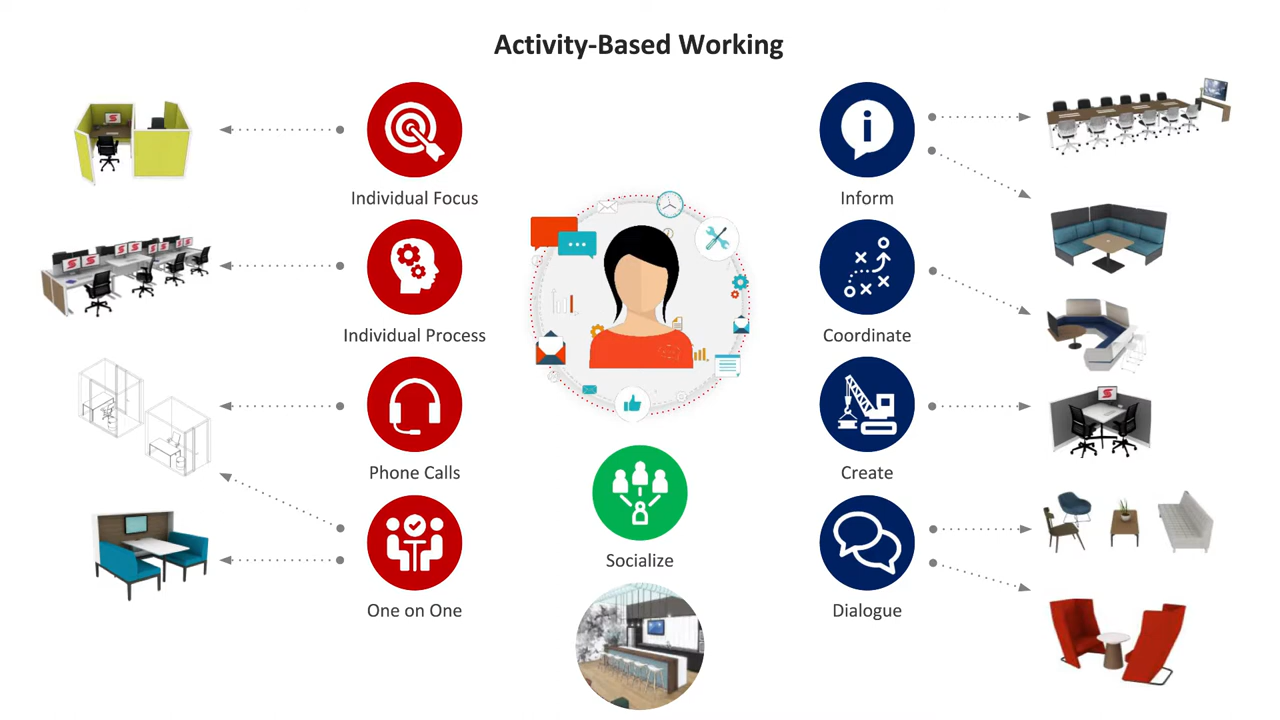 Activity-Based Working
Individual Focus
Individual Process
Phone Calls
One on One
Socialize
Inform
Coordinate
Create
Dialogue